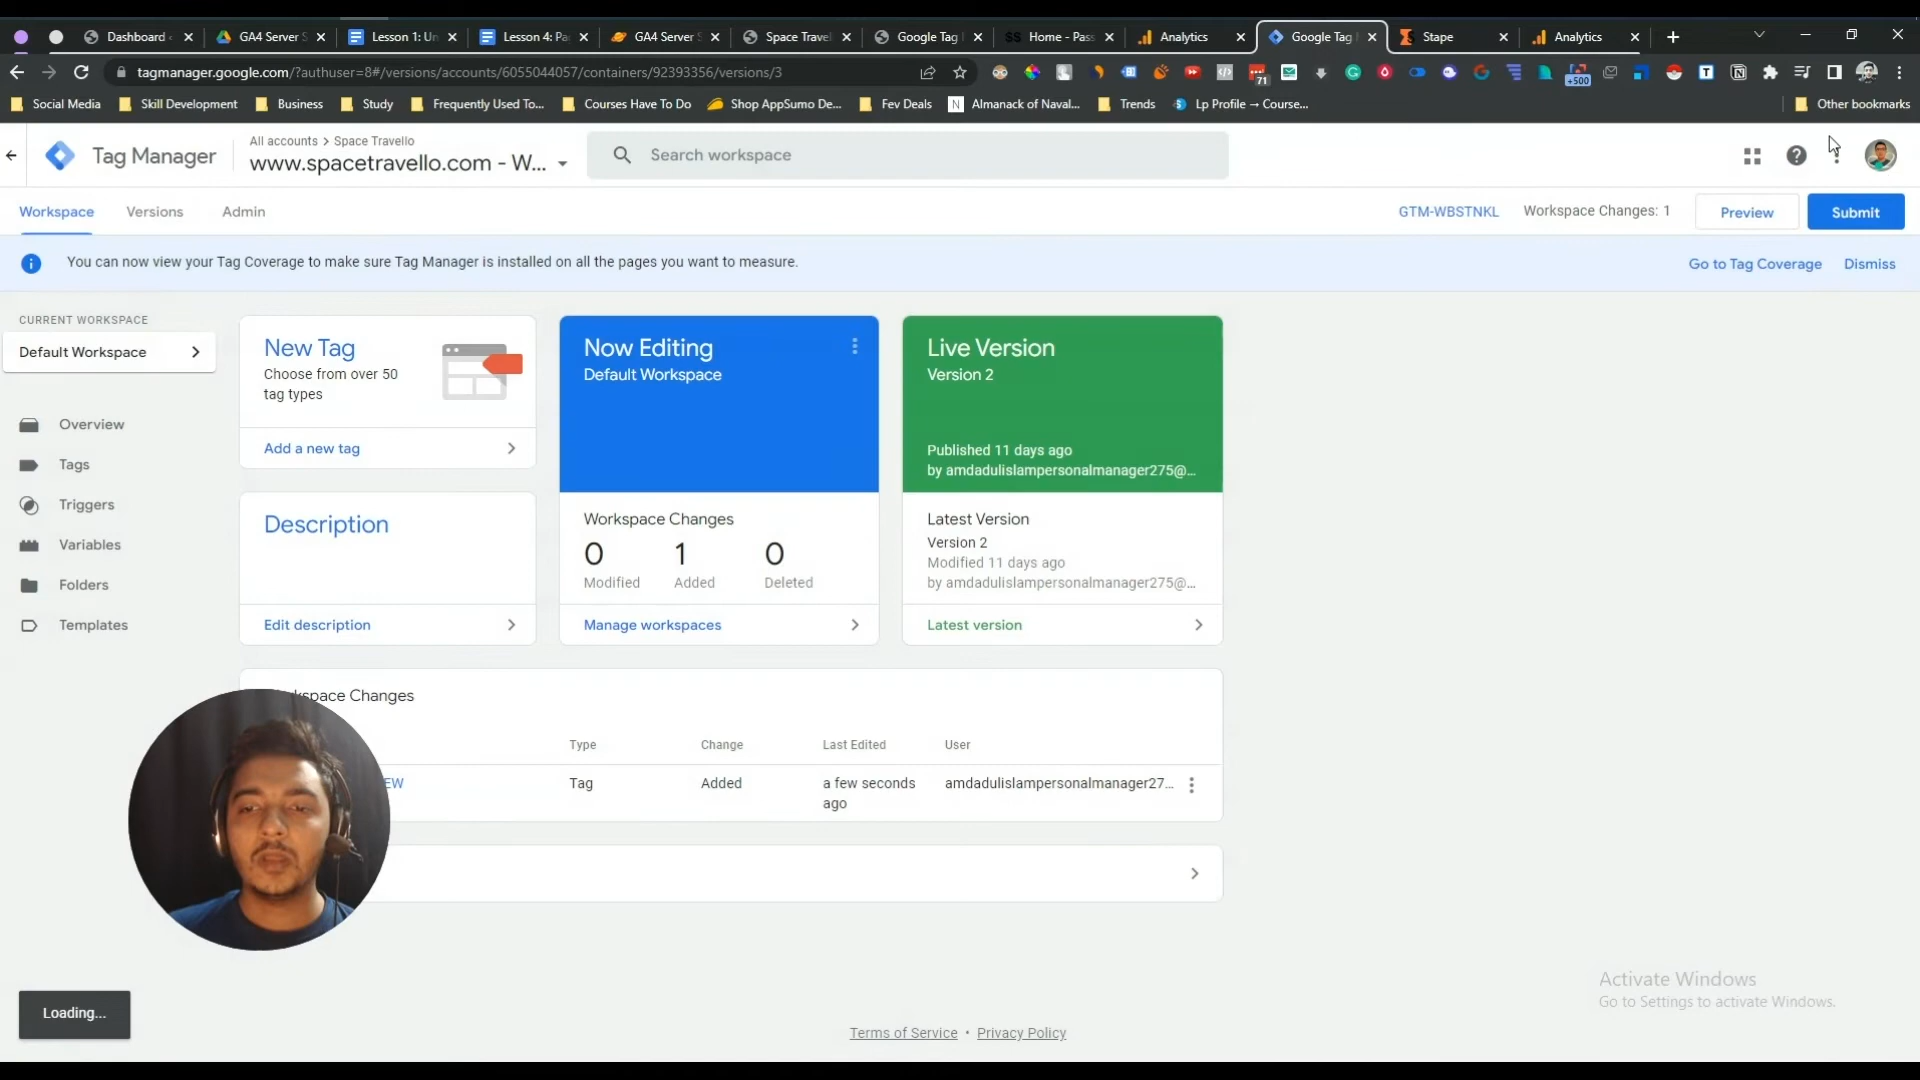 Dashboard
GA4 Server S
Lesson 1: Un
Lesson 4: Pa
GA4 Server S
Space Travel
Google Tag
Home - Pass
Analytics
Google Tag
Stape
Analytics
tagmanager.google.com/?authuser=8#/versions/accounts/6055044057/containers/92393356/versions/3
71
+500
Social Media
Skill Development
Business
Study
Frequently Used To...
Courses Have To Do
Shop AppSumo De...
Fev Deals
Almanack of Naval...
Trends
Lp Profile → Course...
Other bookmarks
Tag Manager
All accounts > Space Travello
www.spacetravello.com - W...
Search workspace
Workspace
Versions
Admin
GTM-WBSTNKL
Workspace Changes: 1
Preview
Submit
You can now view your Tag Coverage to make sure Tag Manager is installed on all the pages you want to measure.
Go to Tag Coverage
Dismiss
CURRENT WORKSPACE
Default Workspace
Overview
Tags
Triggers
Variables
Folders
Templates
New Tag
Choose from over 50
tag types
Add a new tag
Description
Edit description
Now Editing
Default Workspace
Workspace Changes
0
1
0
Modified
Added
Deleted
Manage workspaces
Live Version
Version 2
Published 11 days ago
by amdadulislampersonalmanager275@...
Latest Version
Version 2
Modified 11 days ago
by amdadulislampersonalmanager275@...
Latest version
kspace Changes
Type
Change
Last Edited
User
EW
Tag
Added
a few seconds
ago
amdadulislampersonalmanager27...
Loading...
Terms of Service • Privacy Policy
Activate Windows
Go to Settings to activate Windows.